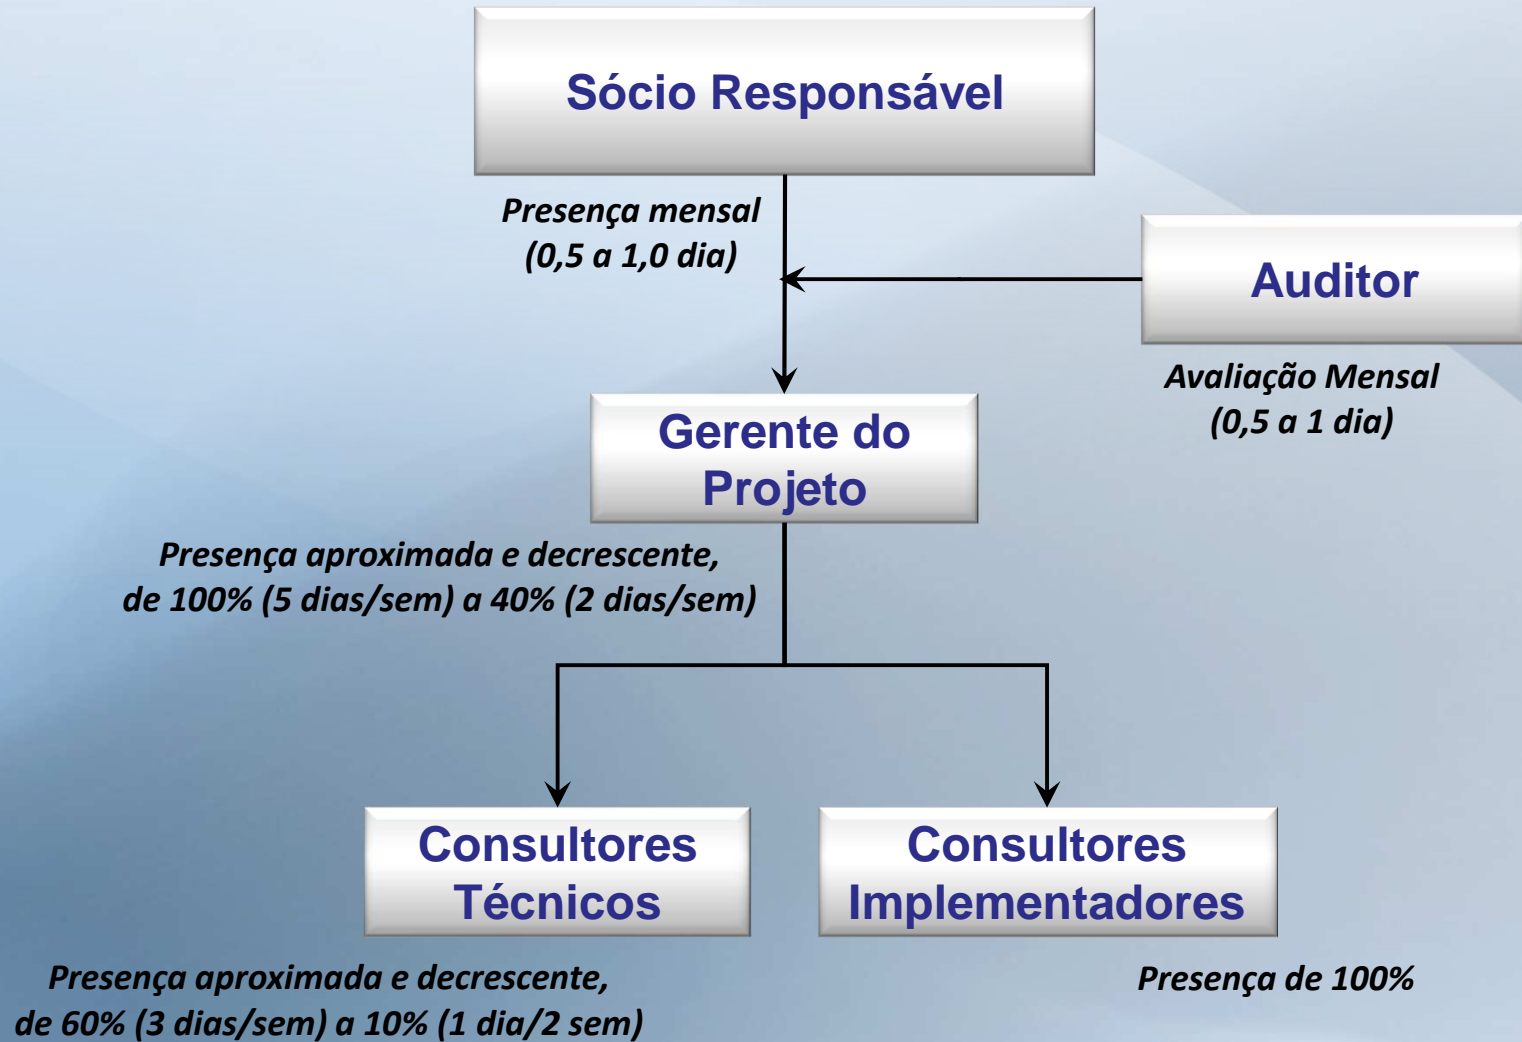 Sócio Responsável
Presença mensal
(0,5 a 1,0 dia)
Auditor
Avaliação Mensal
(0,5 a 1 dia)
Gerente do
Projeto
Presença aproximada e decrescente,
de 100% (5 dias/sem) a 40% (2 dias/sem)
Consultores
Técnicos
Consultores
Implementadores
Presença aproximada e decrescente,
de 60% (3 dias/sem) a 10% (1 dia/2 sem)
Presença de 100%